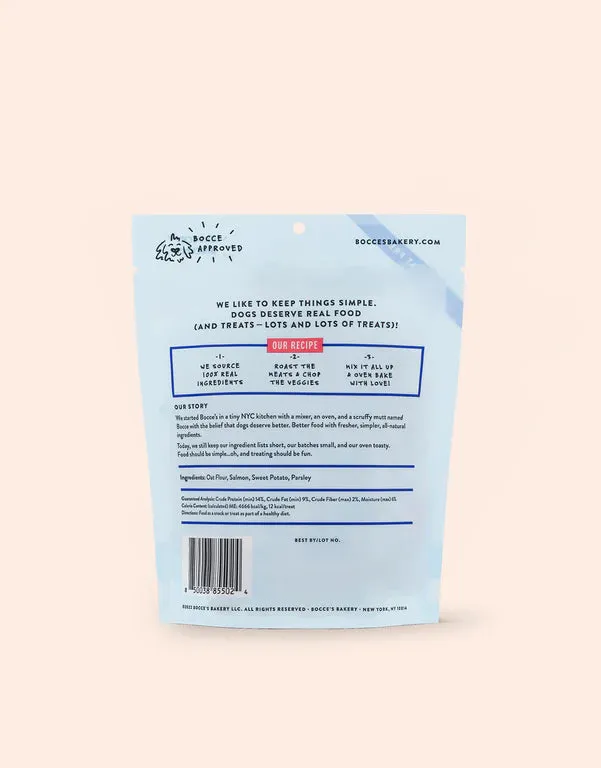 BOCCE
APPROVED
BOCCESBAKERY.COM
WE LIKE TO KEEP THINGS SIMPLE.
DOGS DESERVE REAL FOOD
(AND TREATS — LOTS AND LOTS OF TREATS)!
OUR RECIPE
-1-
WE SOURCE
100% REAL
INGREDIENTS
-2-
ROAST THE
MEATS & CHOP
THE VEGGIES
-3-
MIX IT ALL UP
& OVEN BAKE
WITH LOVE!
OUR STORY
We started Bocce's in a tiny NYC kitchen with a mixer, an oven, and a scruffy mutt named
Bocce with the belief that dogs deserve better. Better food with fresher, simpler, all-natural
ingredients.
Today, we still keep our ingredient lists short, our batches small, and our oven toasty.
Food should be simple...oh, and treating should be fun.
Ingredients: Oat Flour, Salmon, Sweet Potato, Parsley
Guaranteed Analysis: Crude Protein (min) 14%, Crude Fat (min) 9%, Crude Fiber (max) 2%, Moisture (max)
Calorie Content (calculated) ME: 4666 kcal/kg, 12 kcal/treat
Directions: Feed as a snack or treat as part of a healthy diet.
BEST BY/LOT NO.
8 50038 85502 4
©2022 BOCCE'S BAKERY LLC. ALL RIGHTS RESERVED • BOCCE'S BAKERY • NEW YORK, NY 10014